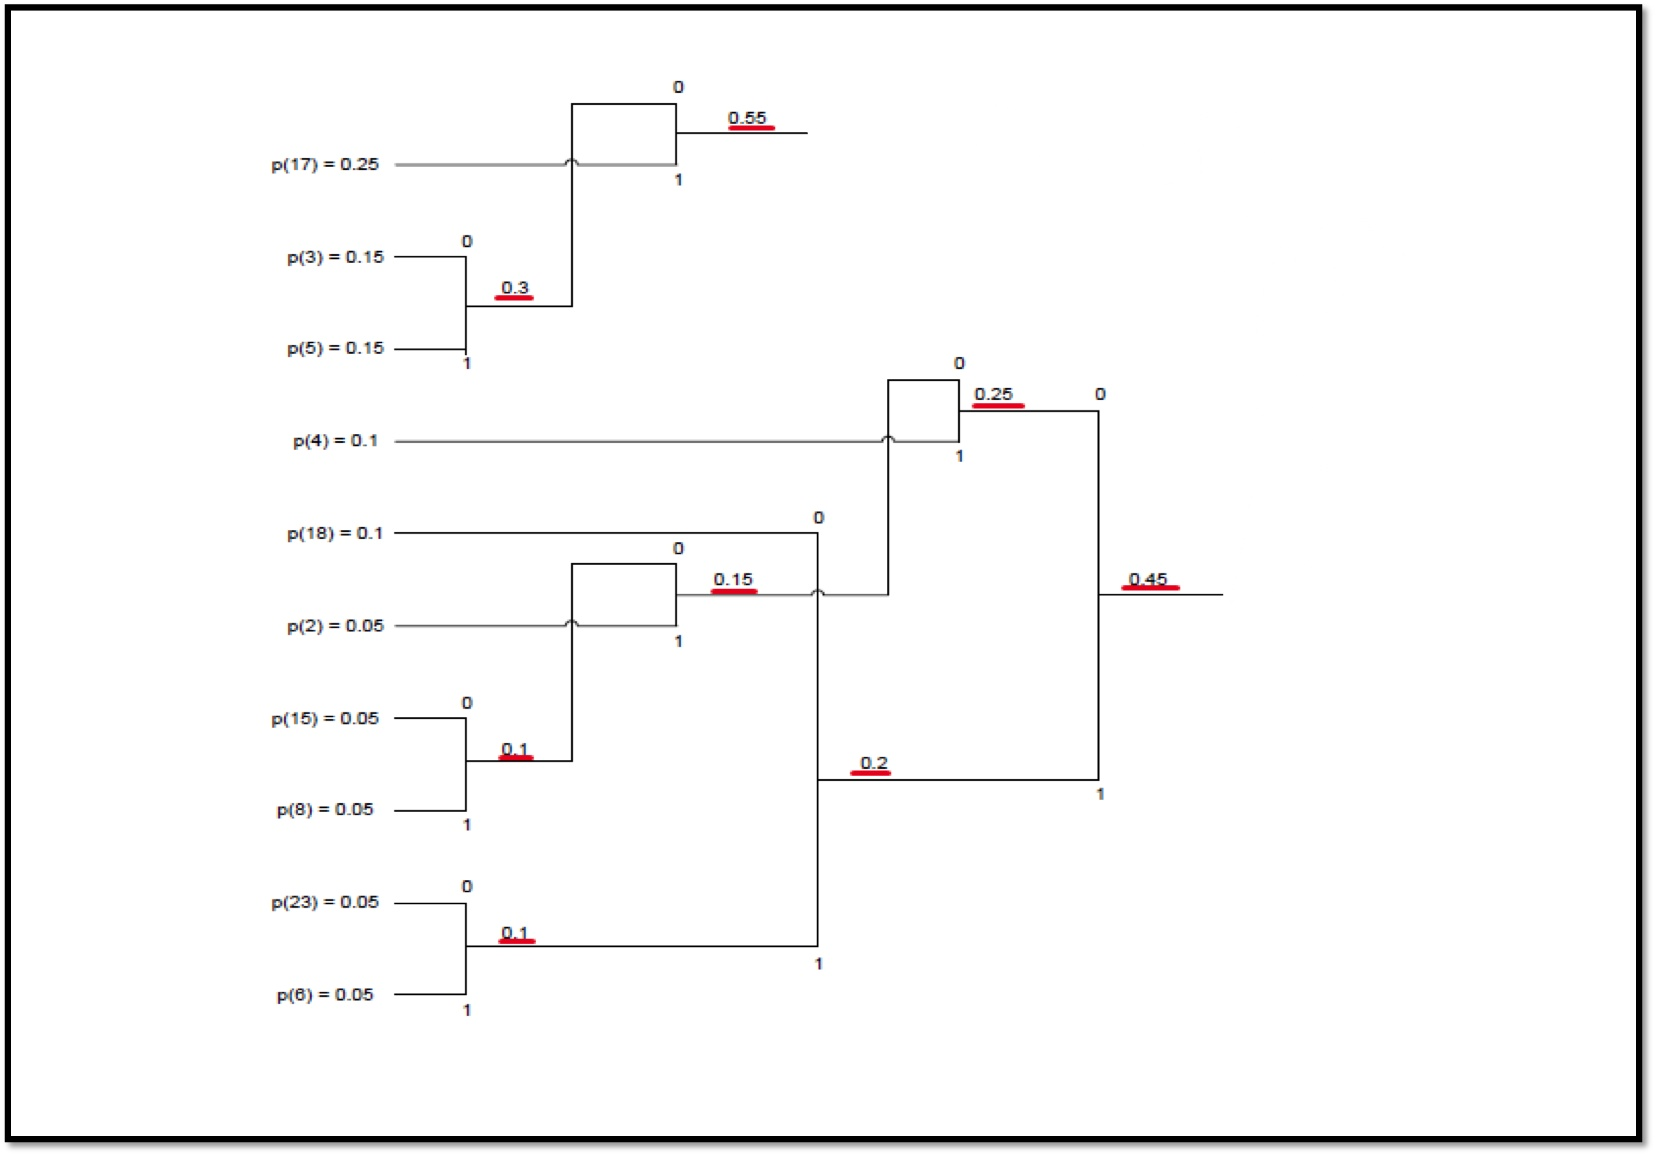 0
0.55
p(17) = 0.25
1
0
p(3) = 0.15
0.3
p(5) = 0.15
1
0
0.25
0
p(4) = 0.1
1
0
p(18) = 0.1
0
0.15
0.45
p(2) = 0.05
1
0
p(15) = 0.05
0.1
0.2
1
p(8) = 0.05
1
0
p(23) = 0.05
0.1
1
p(6) = 0.05
1